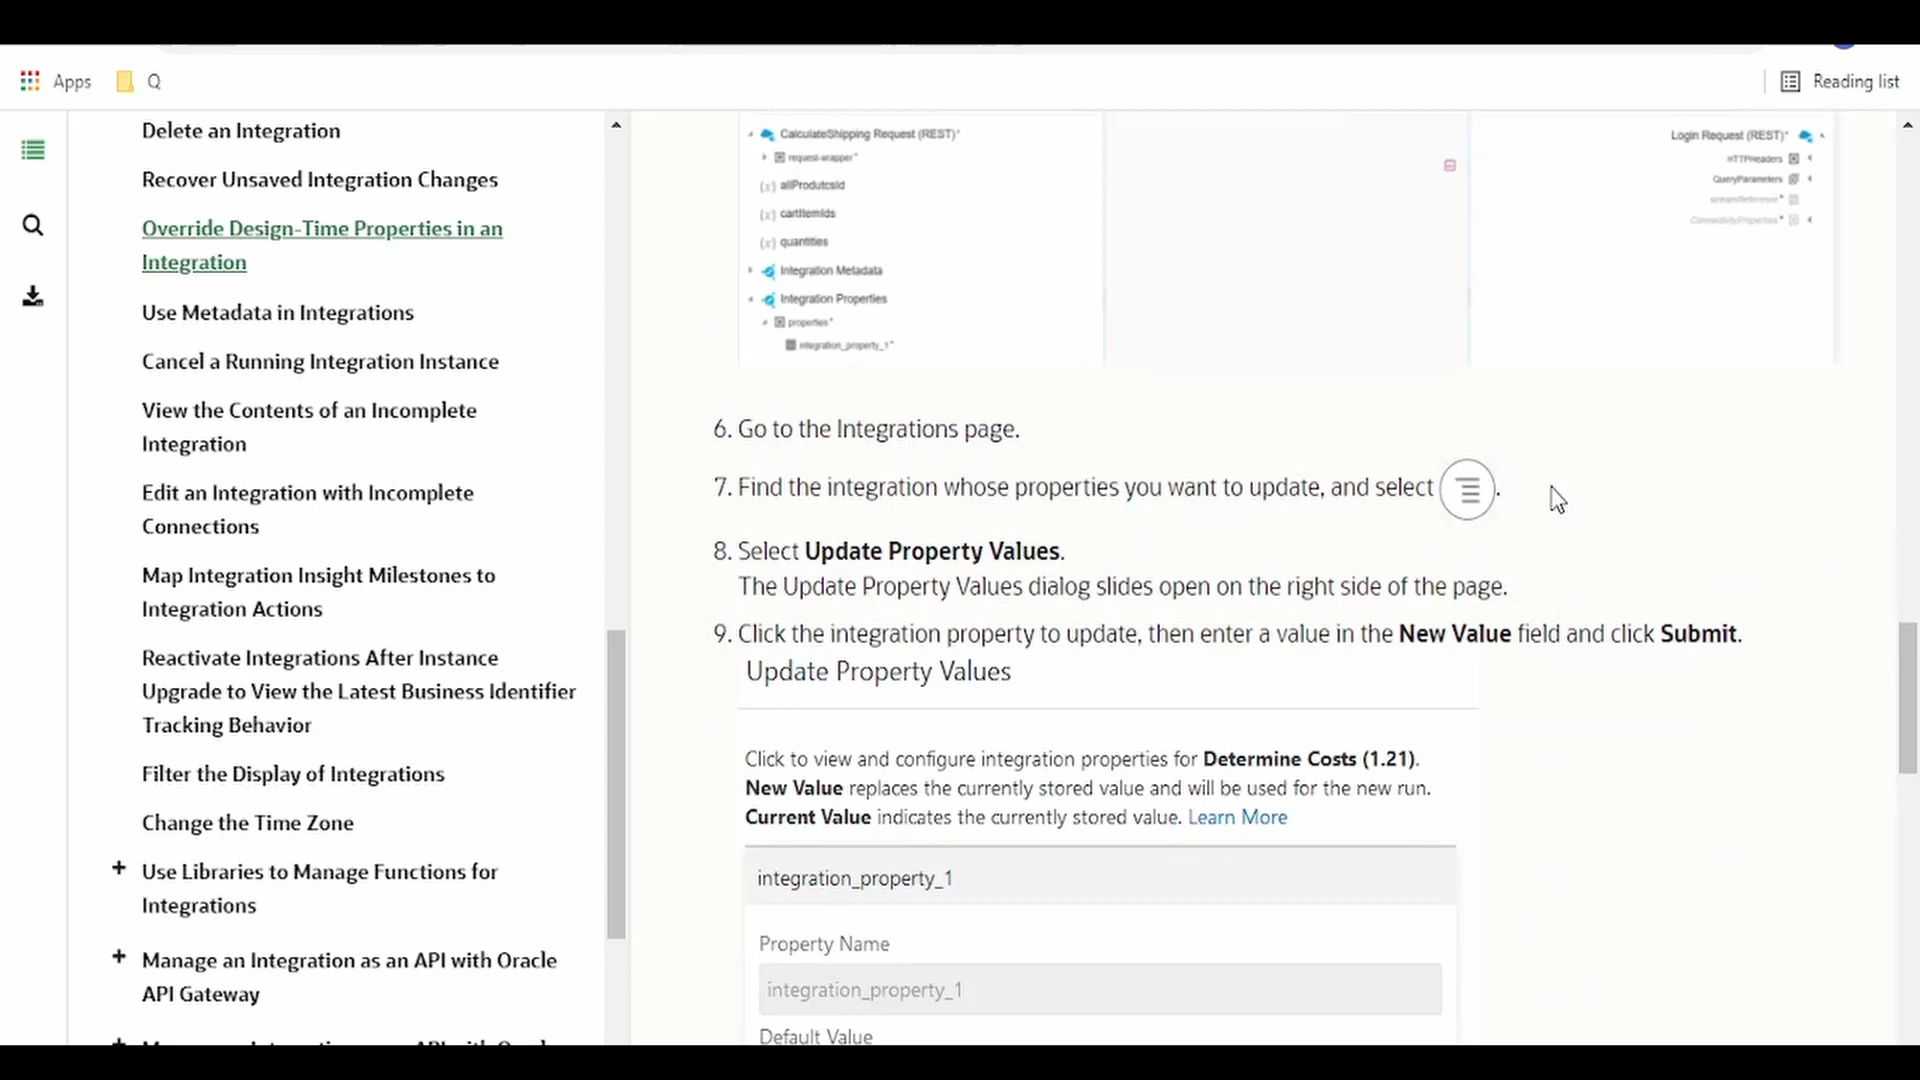 Apps
Q
Reading list
Delete an Integration
Recover Unsaved Integration Changes
Override Design-Time Properties in an
Integration
Use Metadata in Integrations
Cancel a Running Integration Instance
View the Contents of an Incomplete
Integration
Edit an Integration with Incomplete
Connections
Map Integration Insight Milestones to
Integration Actions
Reactivate Integrations After Instance
Upgrade to View the Latest Business Identifier
Tracking Behavior
Filter the Display of Integrations
Change the Time Zone
+ Use Libraries to Manage Functions for
Integrations
+ Manage an Integration as an API with Oracle
API Gateway
CalculateShipping Request (REST)*
request-wrapper*
(x) allProdutcsId
(x) cartItemIds
(x) quantities
Integration Metadata
Integration Properties
properties*
integration_property_1*
Login Request (REST)*
HTTPHeaders
QueryParameters
ConnectivityProperties*
6. Go to the Integrations page.
7. Find the integration whose properties you want to update, and select .
8. Select Update Property Values.
The Update Property Values dialog slides open on the right side of the page.
9. Click the integration property to update, then enter a value in the New Value field and click Submit.
Update Property Values
Click to view and configure integration properties for Determine Costs (1.21).
New Value replaces the currently stored value and will be used for the new run.
Current Value indicates the currently stored value. Learn More
integration_property_1
Property Name
integration_property_1
Default Value